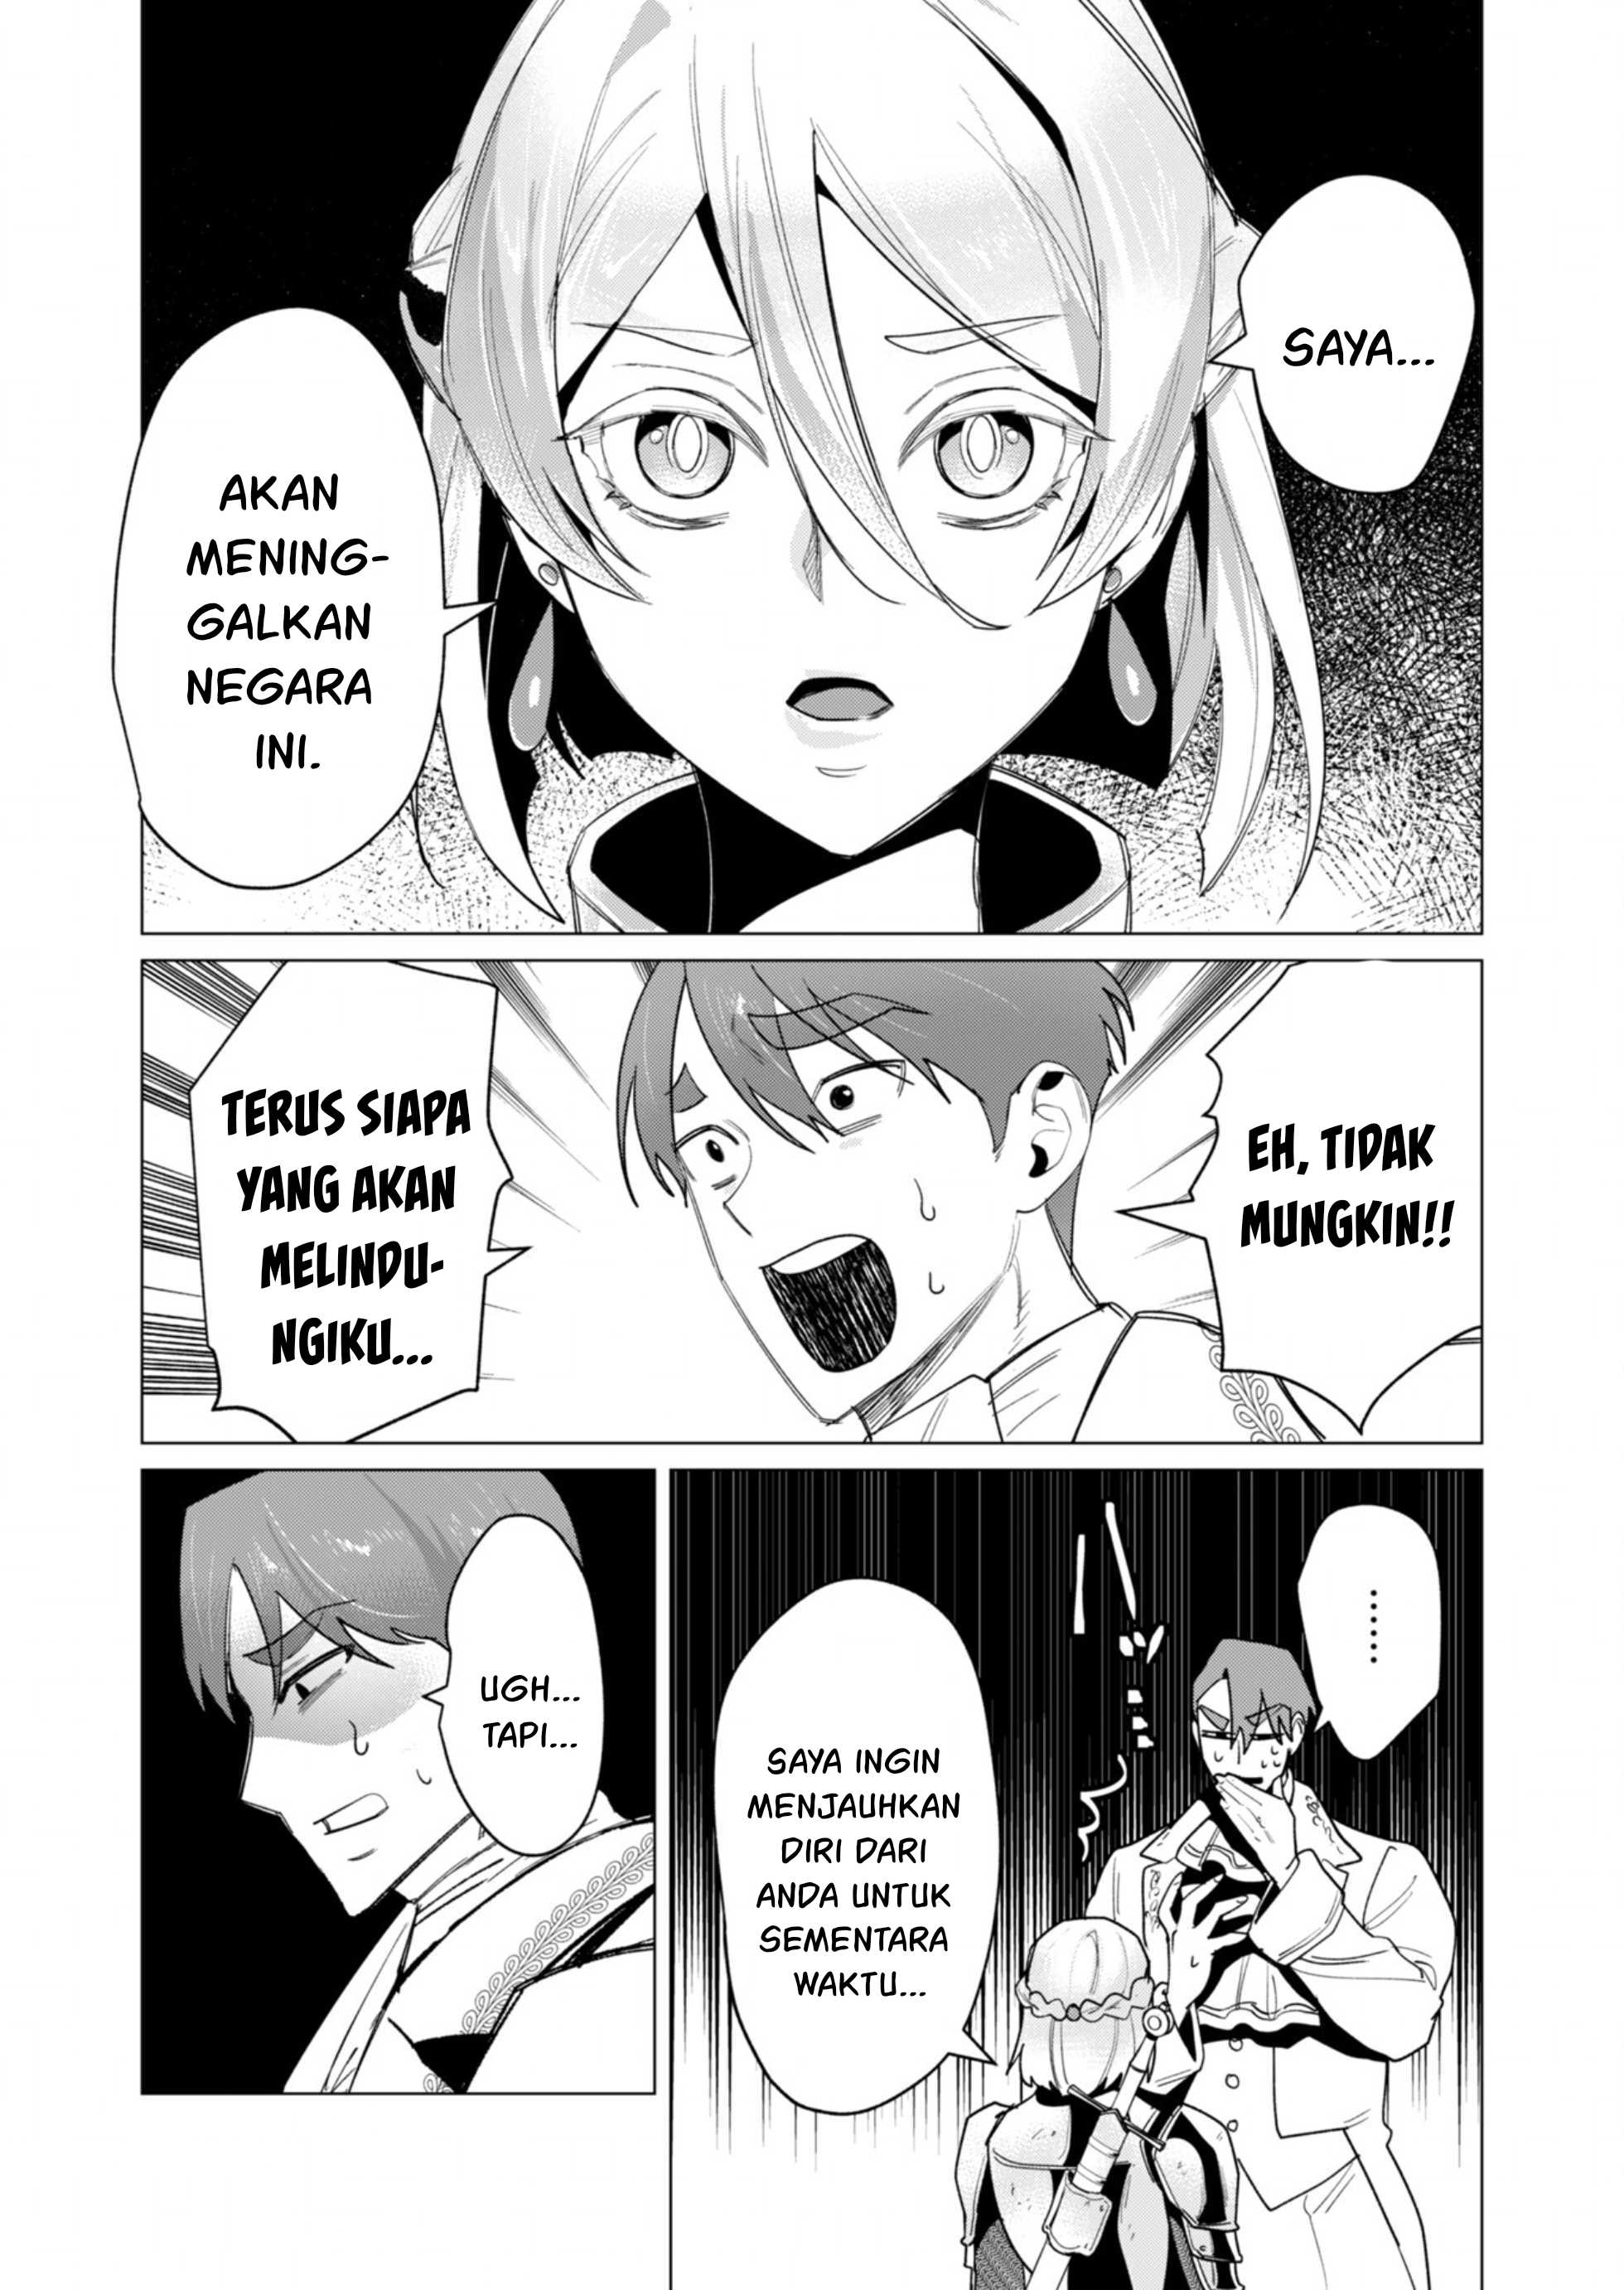 SAYA...
AKAN
MENING-
GALKAN
NEGARA
INI.
EH, TIDAK
MUNGKIN!!
TERUS SIAPA
YANG AKAN
MELINDU-
NGIKU...
......
SAYA INGIN
MENJAUHKAN
DIRI DARI
ANDA UNTUK
SEMENTARA
WAKTU...
UGH...
TAPI...